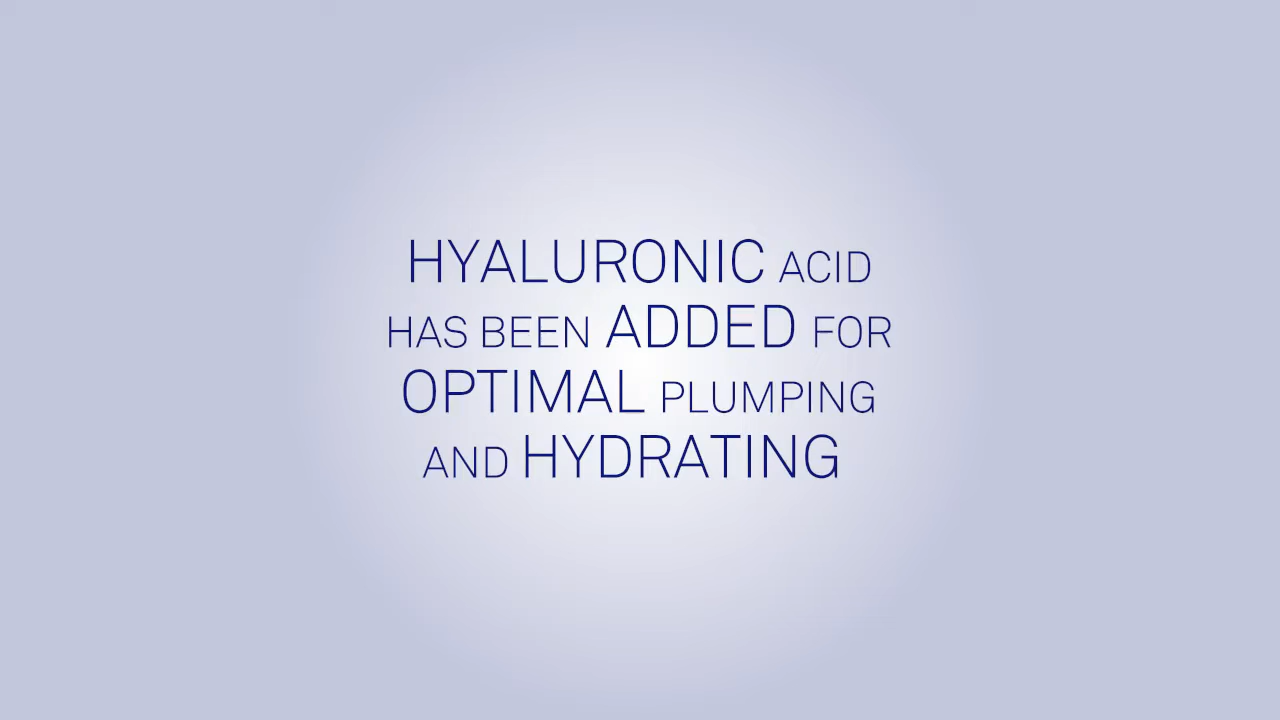 HYALURONIC ACID
HAS BEEN ADDED FOR
OPTIMAL PLUMPING
AND HYDRATING